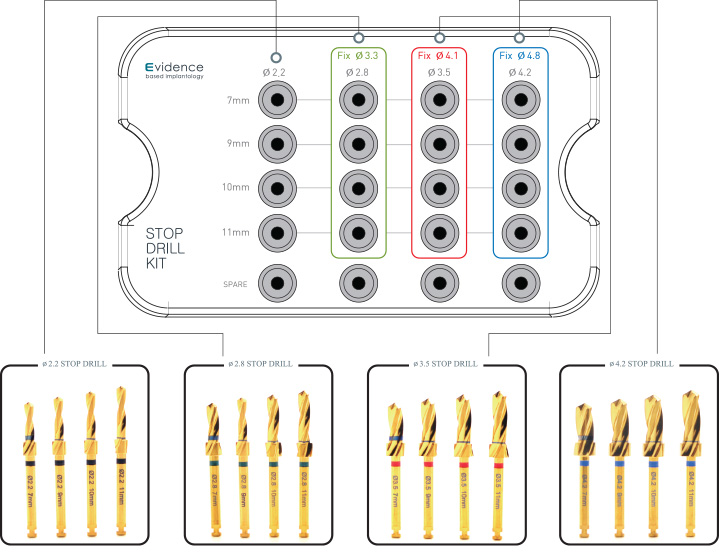 Evidence
based implantology
Fix Ø 3.3 Fix Ø 4.1 Fix Ø 4.8
Ø 2.2 Ø 2.8 Ø 3.5 Ø 4.2
7mm
9mm
10mm
11mm
STOP
DRILL
KIT
SPARE
ø 2.2 STOP DRILL
ø 2.8 STOP DRILL
ø 3.5 STOP DRILL
ø 4.2 STOP DRILL
Ø2.2 7mm
Ø2.2 9mm
Ø2.2 10mm
Ø2.2 11mm
Ø2.8 7mm
Ø2.8 9mm
Ø2.8 10mm
Ø2.8 11mm
Ø3.5 7mm
Ø3.5 9mm
Ø3.5 10mm
Ø3.5 11mm
Ø4.2 7mm
Ø4.2 9mm
Ø4.2 10mm
Ø4.2 11mm